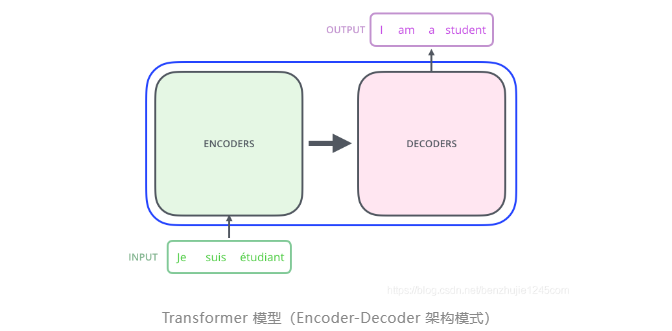 OUTPUT I am a student
ENCODERS DECODERS
INPUT Je suis étudiant
https://blog.csdn.net/benzhujie1245com
Transformer 模型（Encoder-Decoder 架构模式）